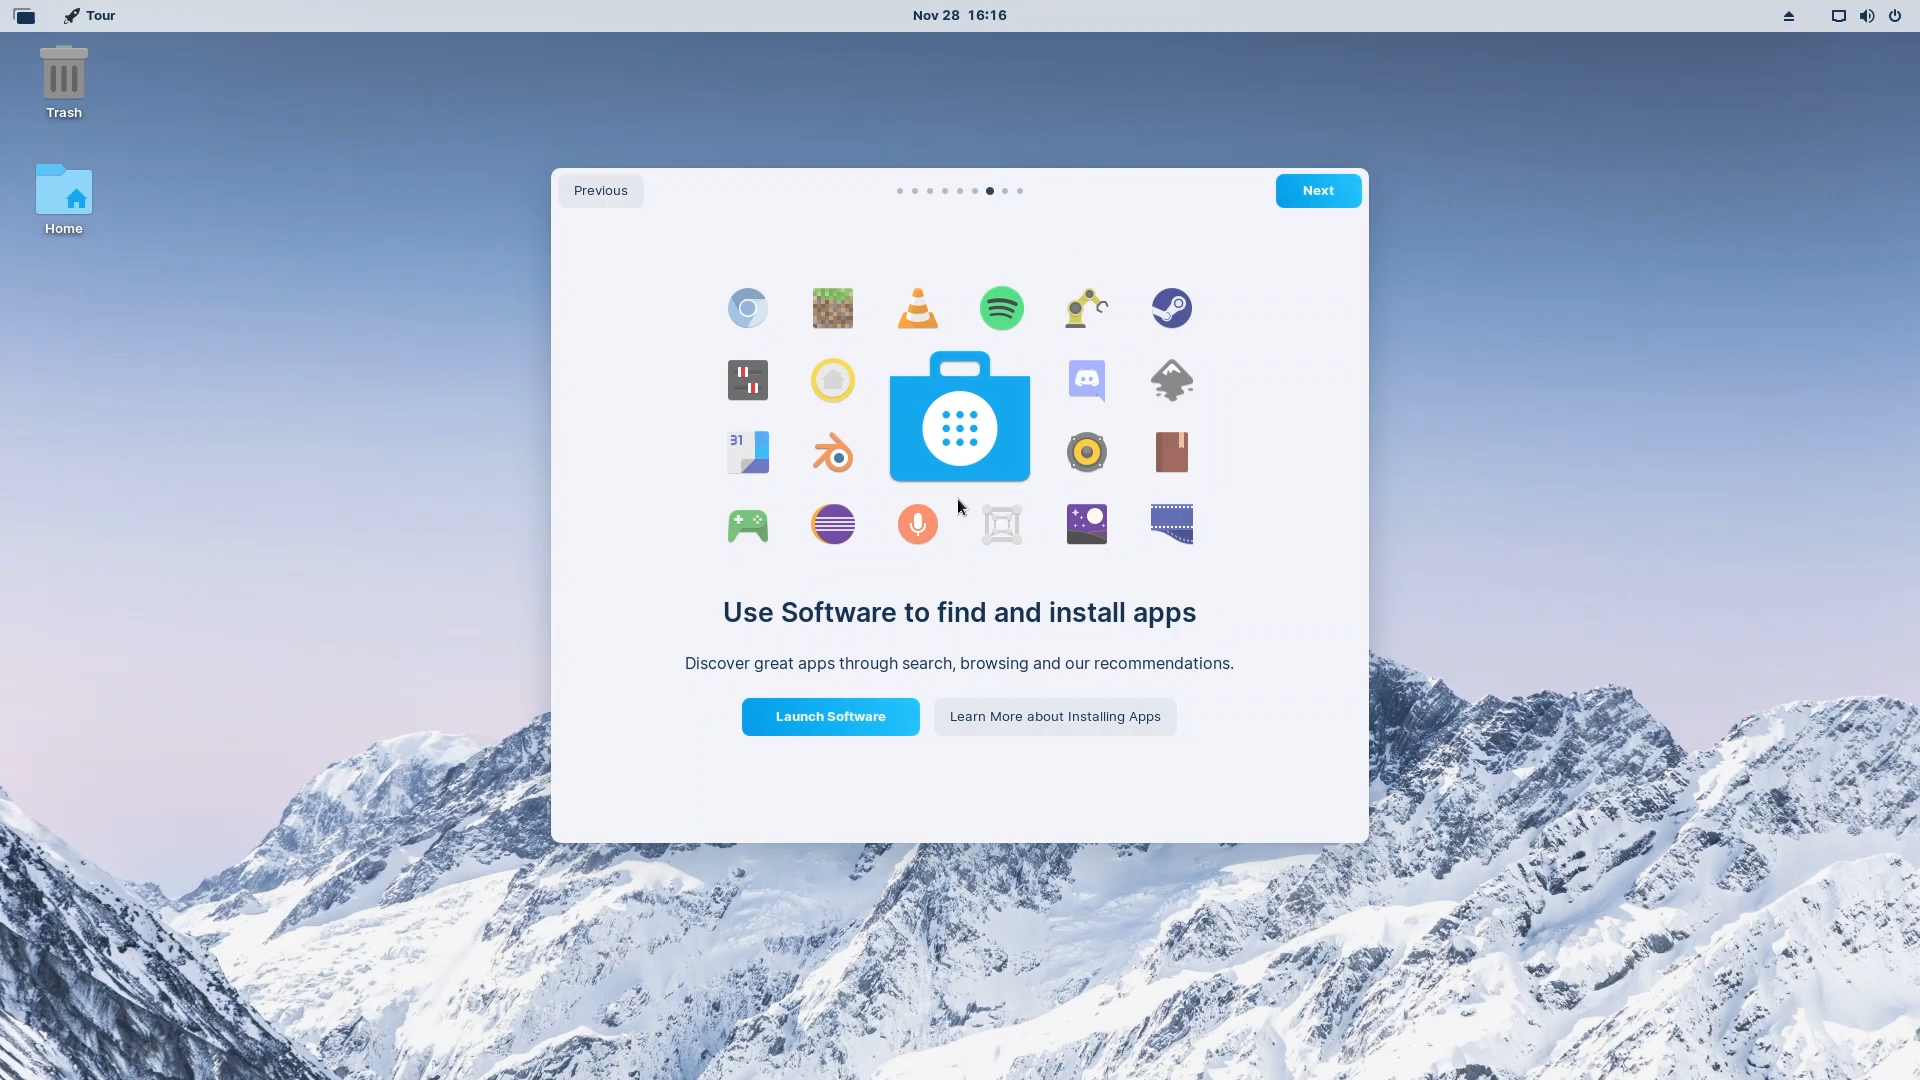 Tour
Nov 28 16:16
Trash
Home
Previous
Next
31
Use Software to find and install apps
Discover great apps through search, browsing and our recommendations.
Launch Software
Learn More about Installing Apps